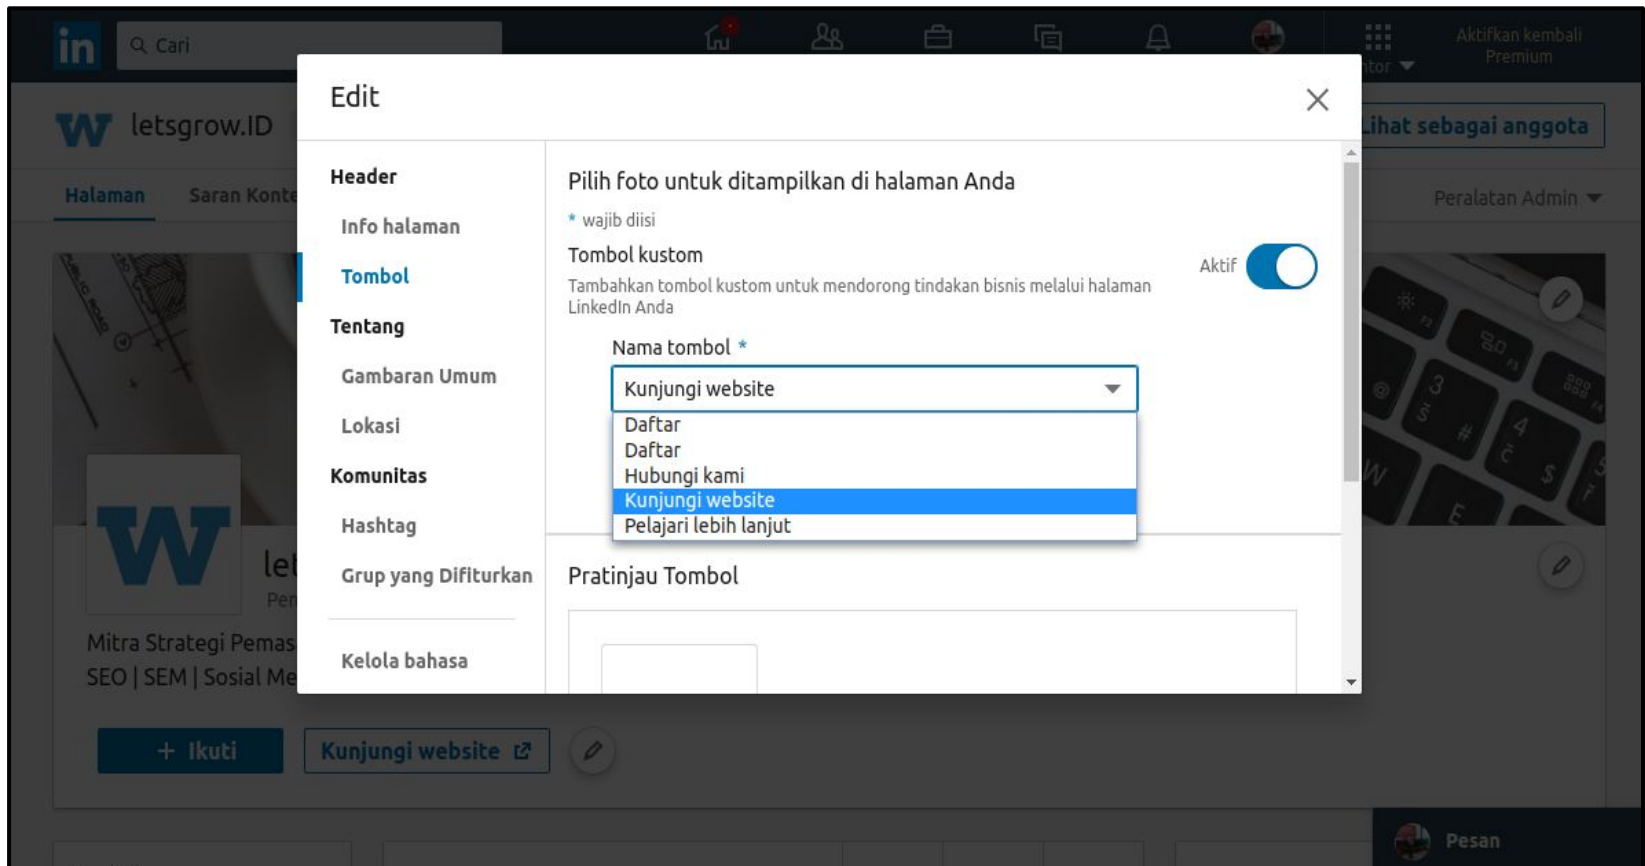 in
Cari
Aktifkan kembali
Premium
letsgrow.ID
Lihat sebagai anggota
Halaman
Saran Konte
Peralatan Admin
Edit
Header
Info halaman
Tombol
Tentang
Gambaran Umum
Lokasi
Komunitas
Hashtag
Grup yang Difiturkan
Kelola bahasa
Pilih foto untuk ditampilkan di halaman Anda
* wajib diisi
Tombol kustom
Aktif
Tambahkan tombol kustom untuk mendorong tindakan bisnis melalui halaman
LinkedIn Anda
Nama tombol *
Kunjungi website
Daftar
Daftar
Hubungi kami
Kunjungi website
Pelajari lebih lanjut
Pratinjau Tombol
let
Pen
Mitra Strategi Pemas
SEO | SEM | Sosial Me
+ Ikuti
Kunjungi website
Pesan